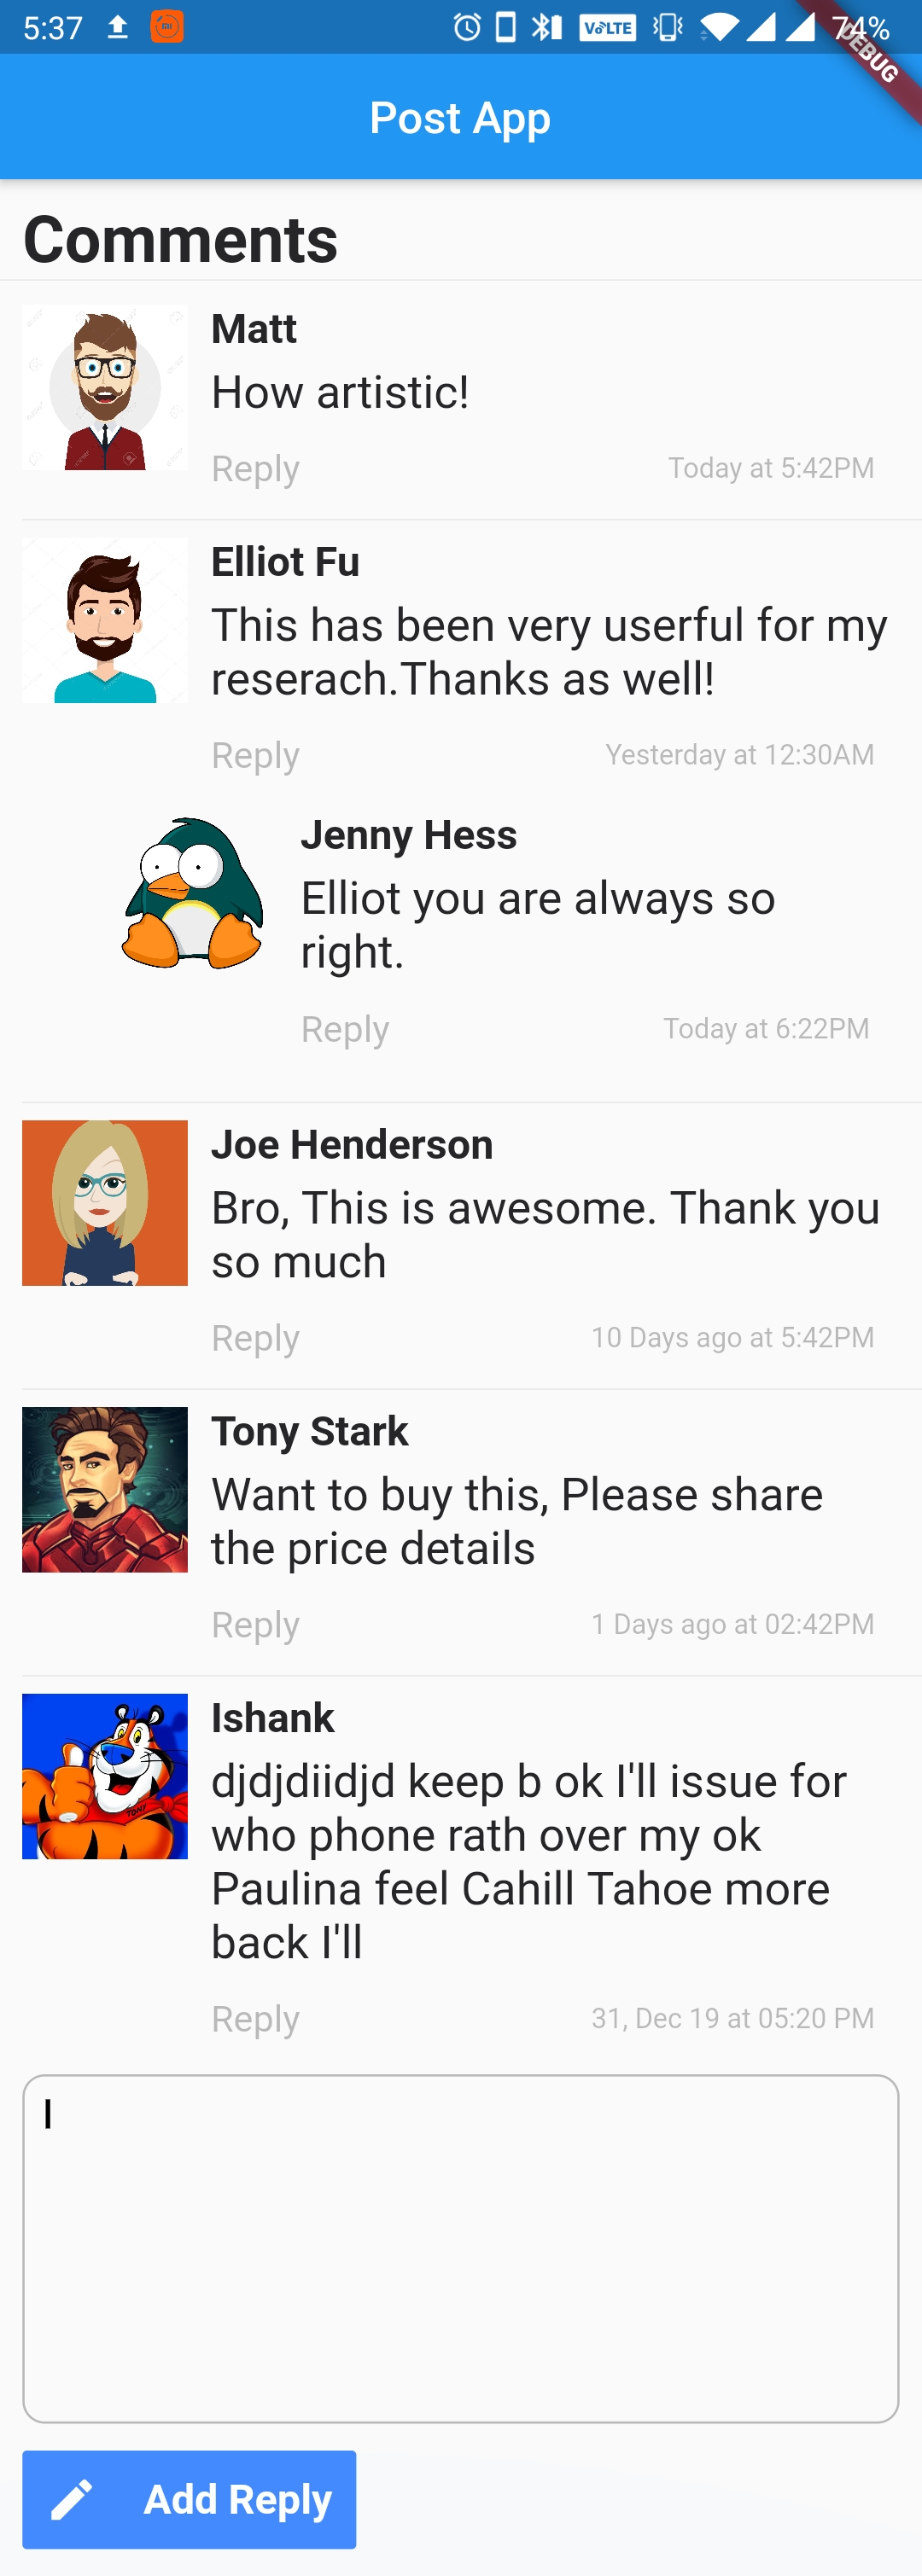 5:37 VoLTE 74%
DEBUG
Post App
Comments
Matt
How artistic!
Reply Today at 5:42PM
Elliot Fu
This has been very userful for my
reserach.Thanks as well!
Reply Yesterday at 12:30AM
Jenny Hess
Elliot you are always so
right.
Reply Today at 6:22PM
Joe Henderson
Bro, This is awesome. Thank you
so much
Reply 10 Days ago at 5:42PM
Tony Stark
Want to buy this, Please share
the price details
Reply 1 Days ago at 02:42PM
Ishank
TONY
djdjdiidjd keep b ok I'll issue for
who phone rath over my ok
Paulina feel Cahill Tahoe more
back I'll
Reply 31, Dec 19 at 05:20 PM
Add Reply